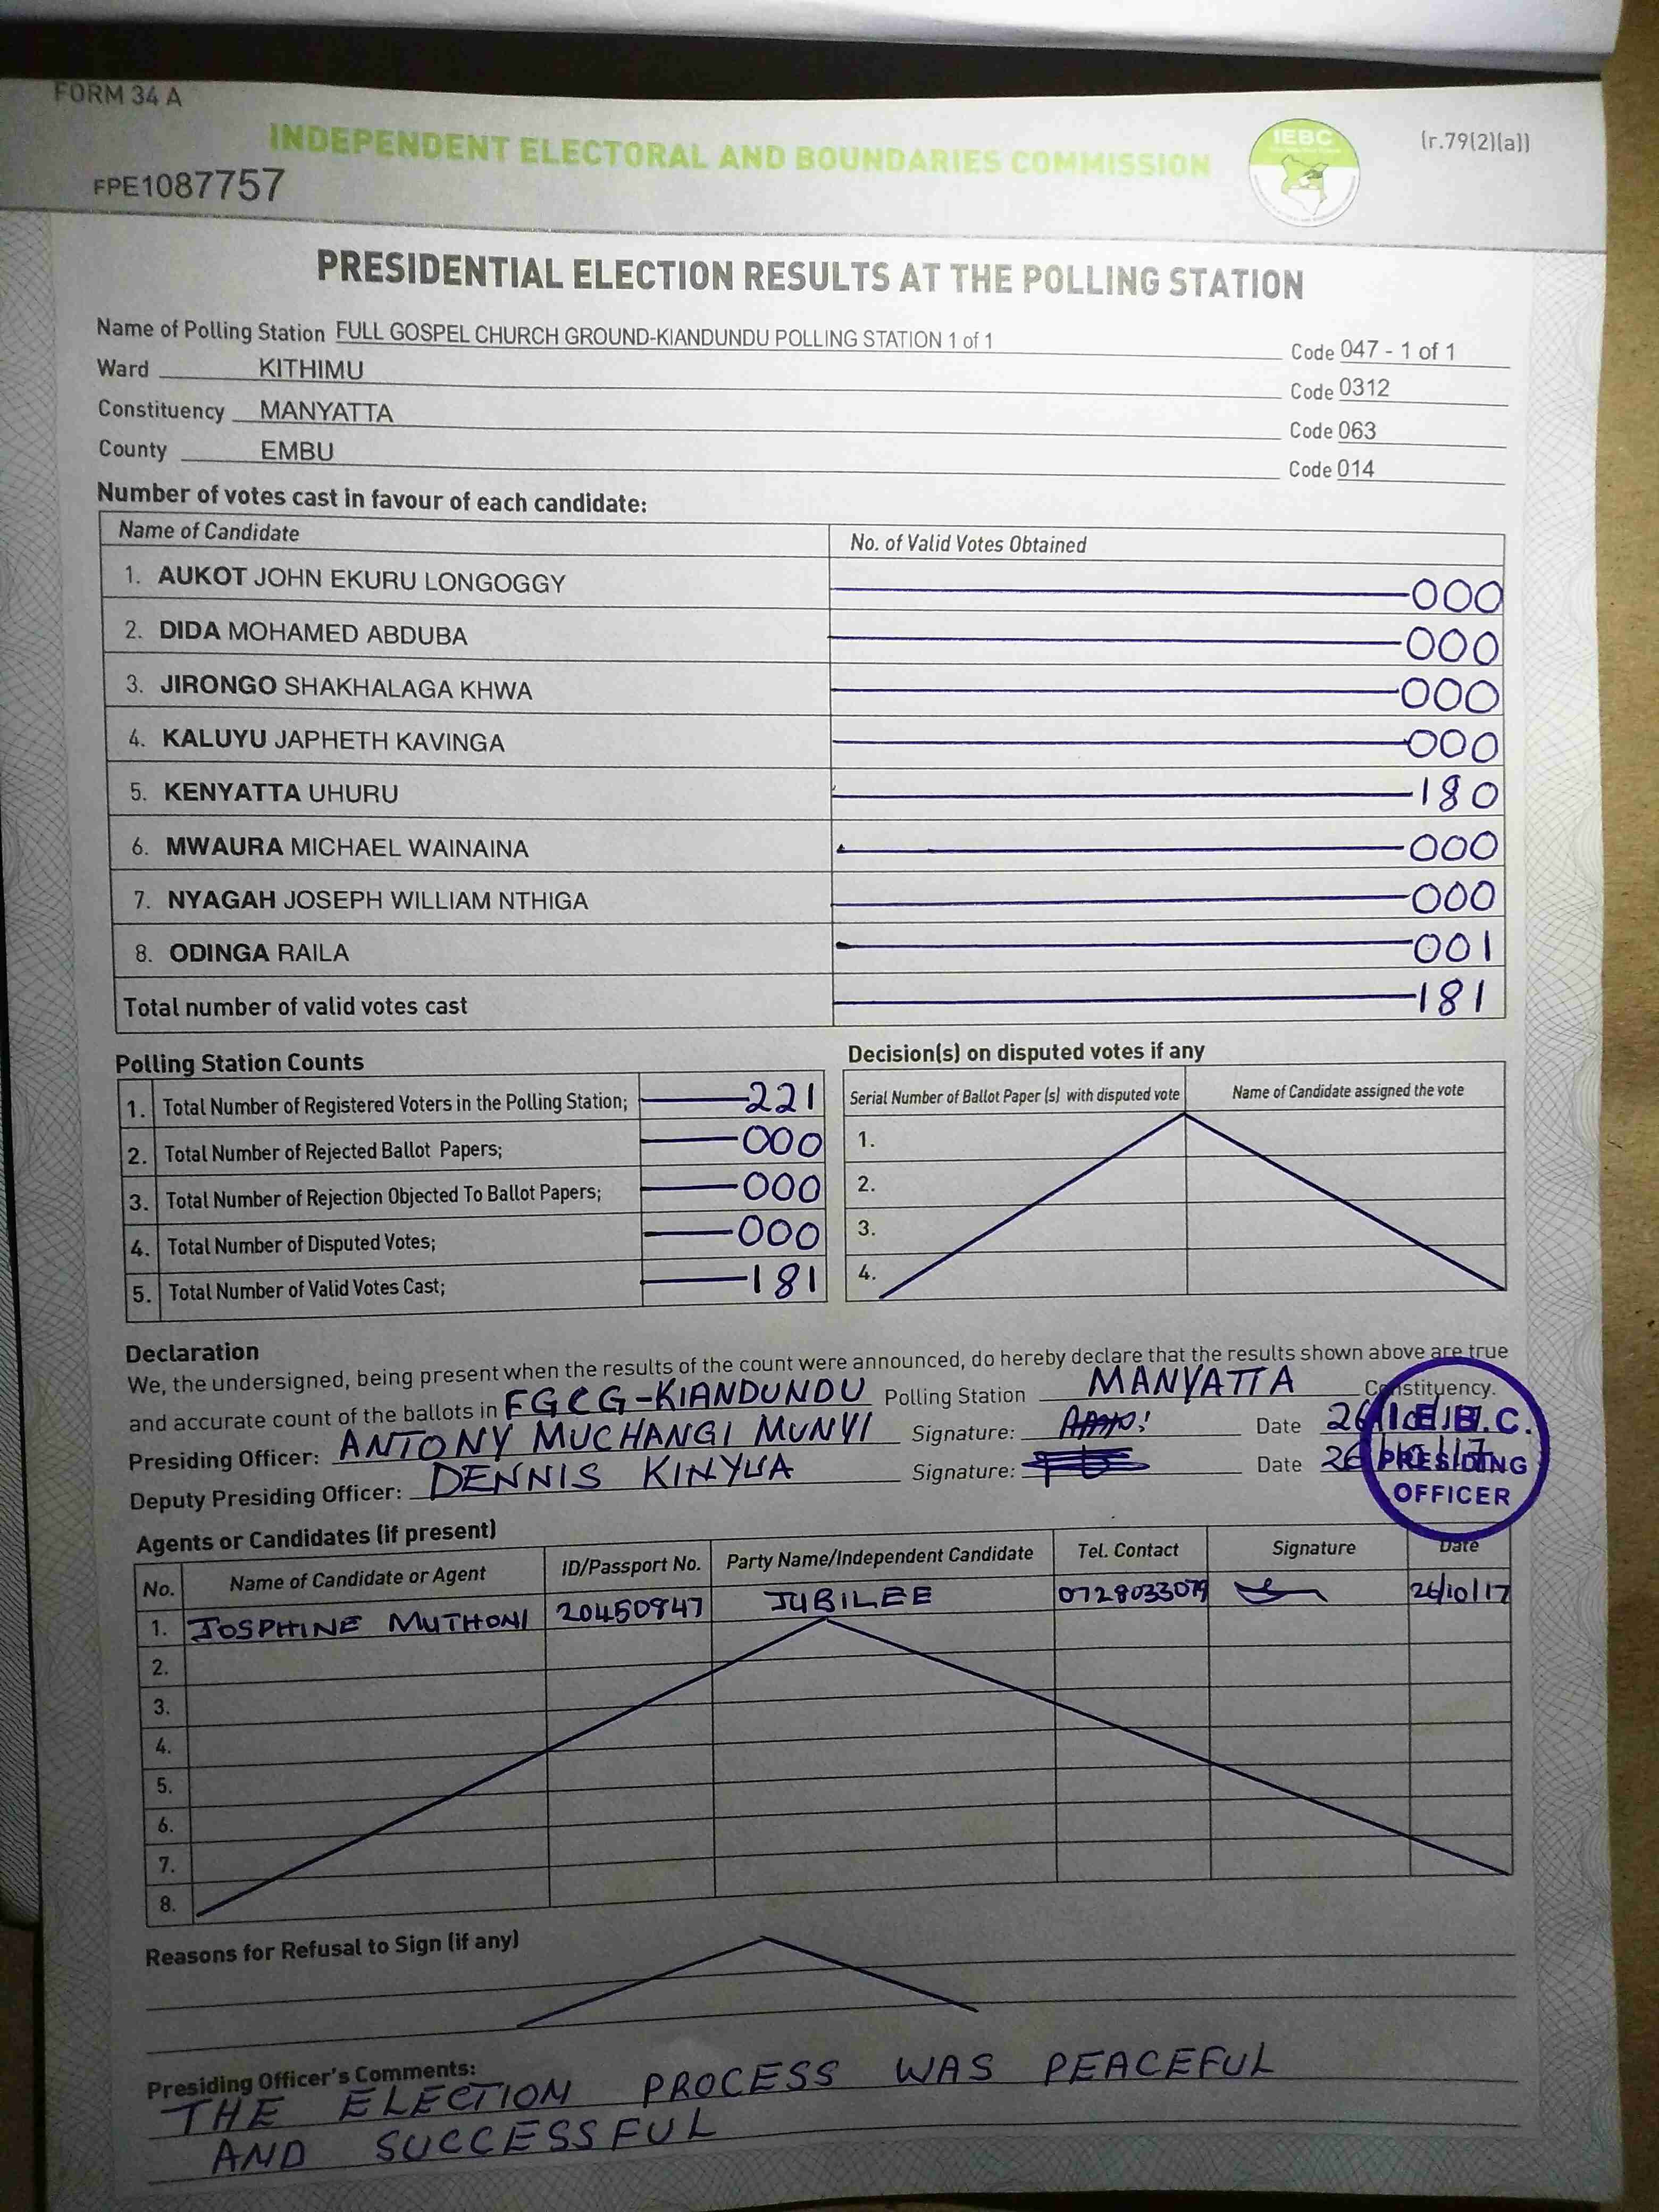 FORM 34 A
INDEPENDENT ELECTORAL AND BOUNDARIES COMMISSION
IEBC
(r.79(2)(a))
FPE1087757
PRESIDENTIAL ELECTION RESULTS AT THE POLLING STATION
Name of Polling Station FULL GOSPEL CHURCH GROUND-KIANDUNDU POLLING STATION 1 of 1 Code 047 - 1 of 1
Ward KITHIMU Code 0312
Constituency MANYATTA Code 063
County EMBU Code 014
Number of votes cast in favour of each candidate:
Name of Candidate No. of Valid Votes Obtained
1. AUKOT JOHN EKURU LONGOGGY 000
2. DIDA MOHAMED ABDUBA 000
3. JIRONGO SHAKHALAGA KHWA 000
4. KALUYU JAPHETH KAVINGA 000
5. KENYATTA UHURU 180
6. MWAURA MICHAEL WAINAINA 000
7. NYAGAH JOSEPH WILLIAM NTHIGA 000
8. ODINGA RAILA 001
Total number of valid votes cast 181
Polling Station Counts
1. Total Number of Registered Voters in the Polling Station; 221
2. Total Number of Rejected Ballot Papers; 000
3. Total Number of Rejection Objected To Ballot Papers; 000
4. Total Number of Disputed Votes; 000
5. Total Number of Valid Votes Cast; 181
Decision(s) on disputed votes if any
Serial Number of Ballot Paper (s) with disputed vote Name of Candidate assigned the vote
1.
2.
3.
4.
Declaration
We, the undersigned, being present when the results of the count were announced, do hereby declare that the results shown above are true
and accurate count of the ballots in FGCG-KIANDUNDU Polling Station MANYATTA Constituency.
Presiding Officer: ANTONY MUCHANGI MUNYI Signature: Date 26/10/17
Deputy Presiding Officer: DENNIS KINYUA Signature: Date 26/10/17
I.E.B.C.
PRESIDING
OFFICER
Agents or Candidates (if present)
No. Name of Candidate or Agent ID/Passport No. Party Name/Independent Candidate Tel. Contact Signature Date
1. JOSPHINE MUTHONI 20450847 JUBILEE 0728033079 26/10/17
2.
3.
4.
5.
6.
7.
8.
Reasons for Refusal to Sign (if any)
Presiding Officer's Comments:
THE ELECTION PROCESS WAS PEACEFUL
AND SUCCESSFUL